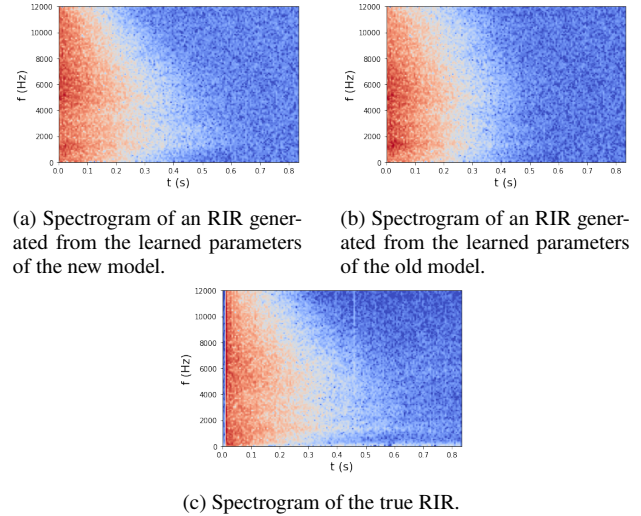 12000
10000
8000
6000
4000
2000
0
f (Hz)
0.0 0.1 0.2 0.3 0.4 0.5 0.6 0.7 0.8
t (s)
(a) Spectrogram of an RIR gener-
ated from the learned parameters
of the new model.
12000
10000
8000
6000
4000
2000
0
f (Hz)
0.0 0.1 0.2 0.3 0.4 0.5 0.6 0.7 0.8
t (s)
(b) Spectrogram of an RIR gener-
ated from the learned parameters
of the old model.
12000
10000
8000
6000
4000
2000
0
f (Hz)
0.0 0.1 0.2 0.3 0.4 0.5 0.6 0.7 0.8
t (s)
(c) Spectrogram of the true RIR.